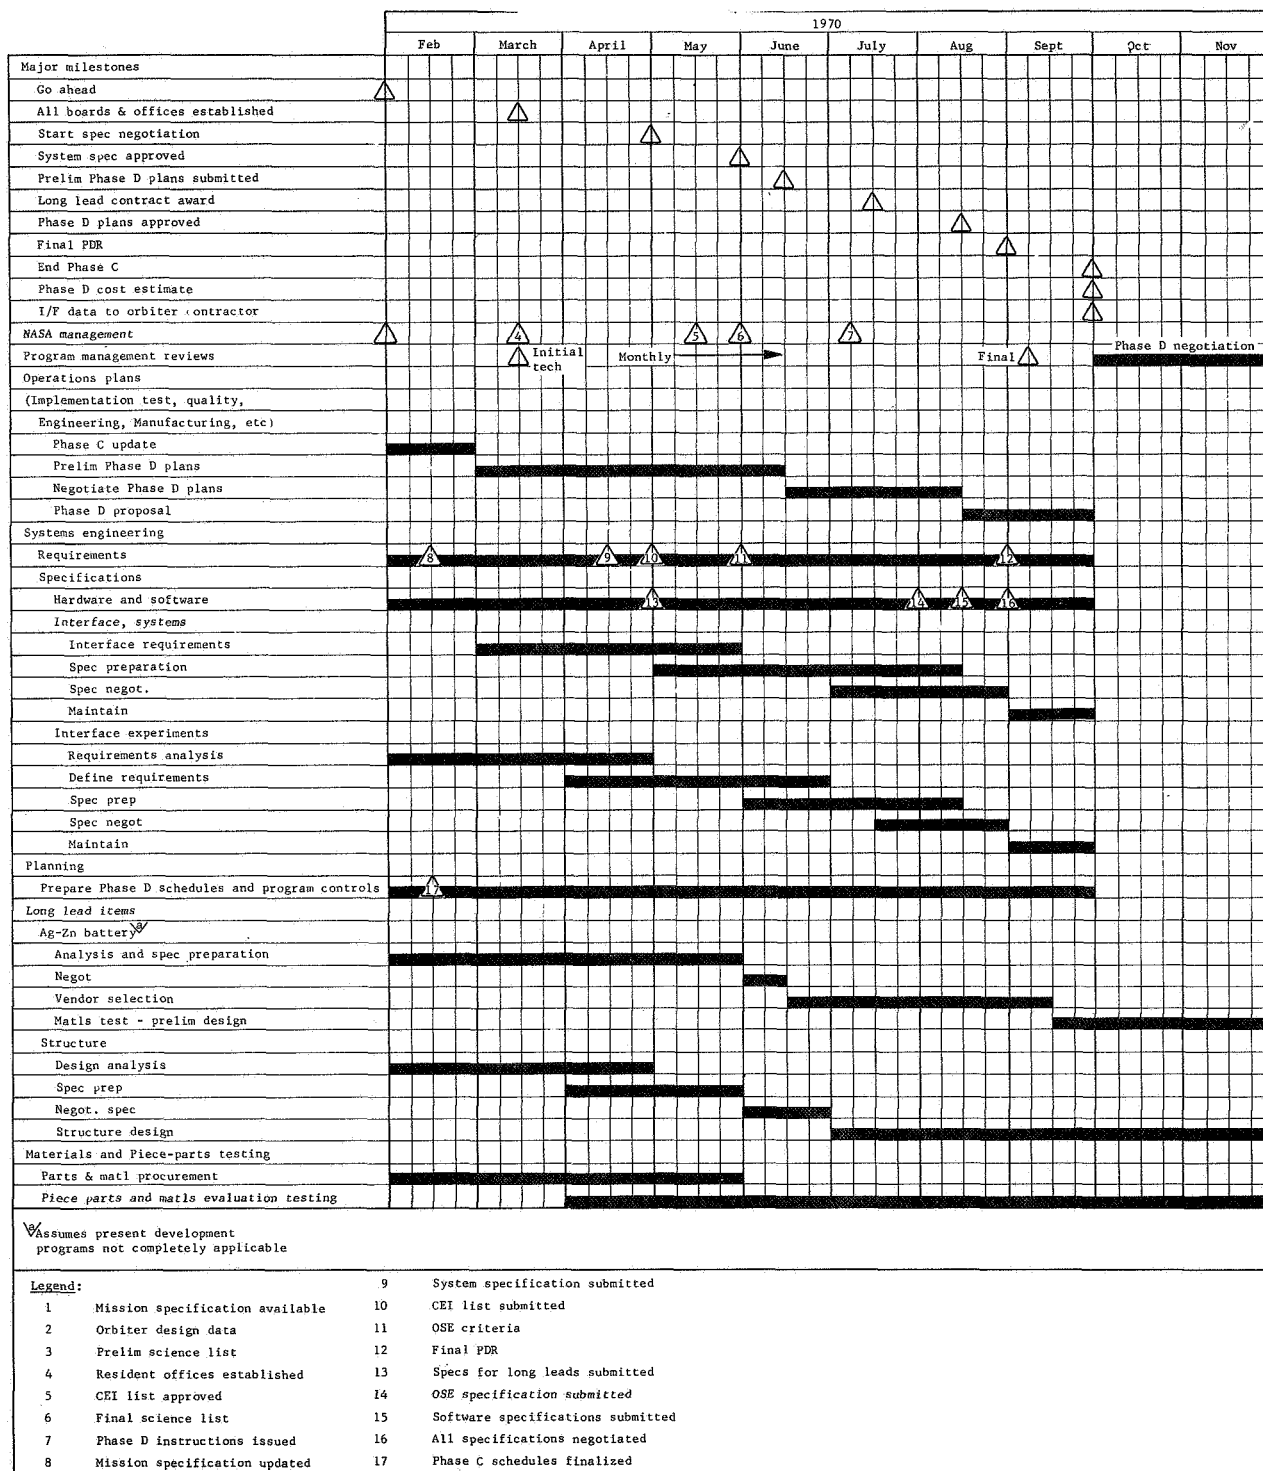 1970
Feb March April May June July Aug Sept Oct Nov
Major milestones
Go ahead
All boards & offices established
Start spec negotiation
System spec approved
Prelim Phase D plans submitted
Long lead contract award
Phase D plans approved
Final PDR
End Phase C
Phase D cost estimate
I/F data to orbiter contractor
NASA management 4 5 6 7
Program management reviews Initial tech Monthly Final Phase D negotiation
Operations plans
(Implementation test, quality,
Engineering, Manufacturing, etc)
Phase C update
Prelim Phase D plans
Negotiate Phase D plans
Phase D proposal
Systems engineering
Requirements 8 9 10 11 12
Specifications
Hardware and software 13 14 15 16
Interface, systems
Interface requirements
Spec preparation
Spec negot.
Maintain
Interface experiments
Requirements analysis
Define requirements
Spec prep
Spec negot
Maintain
Planning
Prepare Phase D schedules and program controls 17
Long lead items
Ag-Zn battery a
Analysis and spec preparation
Negot
Vendor selection
Matls test - prelim design
Structure
Design analysis
Spec prep
Negot. spec
Structure design
Materials and Piece-parts testing
Parts & matl procurement
Piece parts and matls evaluation testing
a Assumes present development
programs not completely applicable
Legend:
1 Mission specification available
2 Orbiter design data
3 Prelim science list
4 Resident offices established
5 CEI list approved
6 Final science list
7 Phase D instructions issued
8 Mission specification updated
9 System specification submitted
10 CEI list submitted
11 OSE criteria
12 Final PDR
13 Specs for long leads submitted
14 OSE specification submitted
15 Software specifications submitted
16 All specifications negotiated
17 Phase C schedules finalized